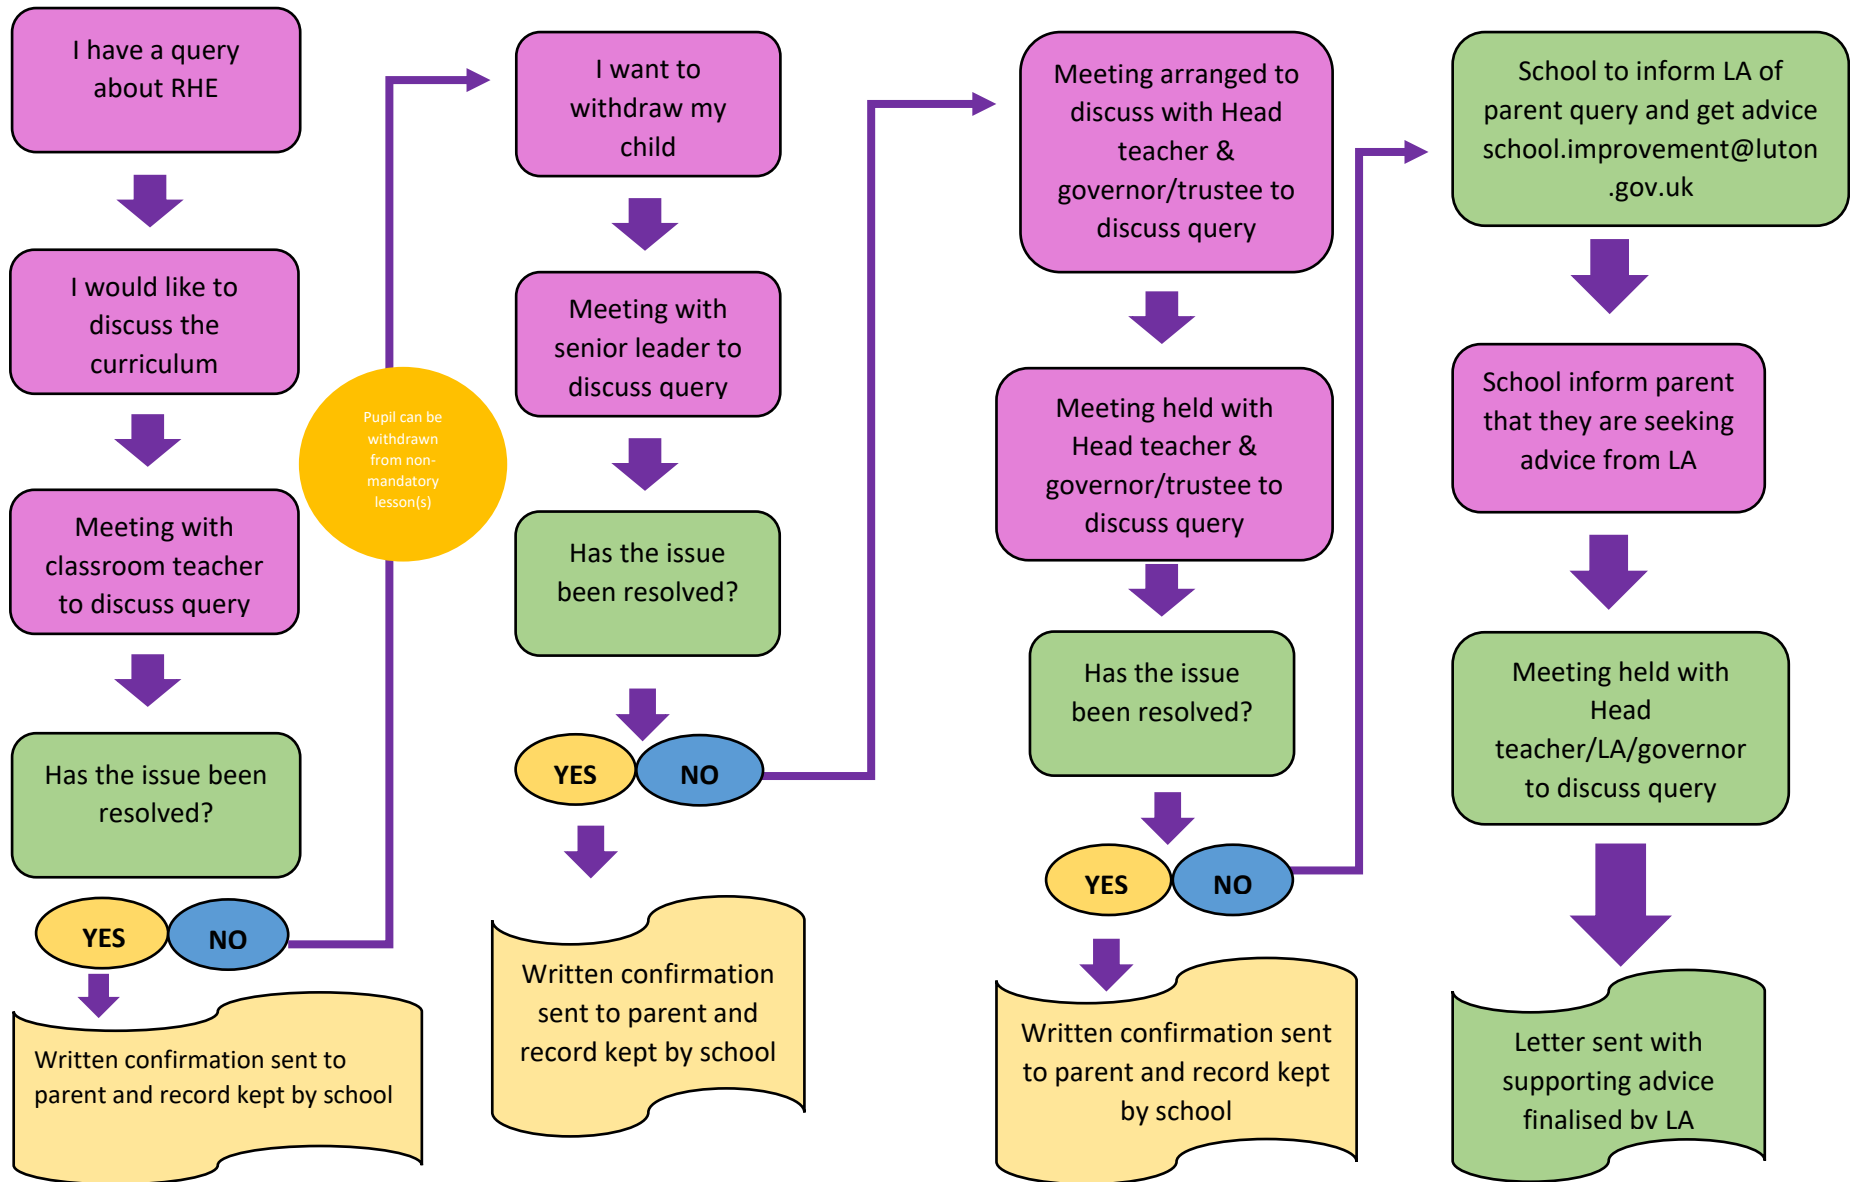 I have a query
about RHE
I would like to
discuss the
curriculum
Meeting with
classroom teacher
to discuss query
Has the issue been
resolved?
YES
NO
Written confirmation sent to
parent and record kept by school
Pupil can be
withdrawn
from non-
mandatory
lesson(s)
I want to
withdraw my
child
Meeting with
senior leader to
discuss query
Has the issue
been resolved?
YES
NO
Written confirmation
sent to parent and
record kept by school
Meeting arranged to
discuss with Head
teacher &
governor/trustee to
discuss query
Meeting held with
Head teacher &
governor/trustee to
discuss query
Has the issue
been resolved?
YES
NO
Written confirmation sent
to parent and record kept
by school
School to inform LA of
parent query and get advice
school.improvement@luton
.gov.uk
School inform parent
that they are seeking
advice from LA
Meeting held with
Head
teacher/LA/governor
to discuss query
Letter sent with
supporting advice
finalised by LA